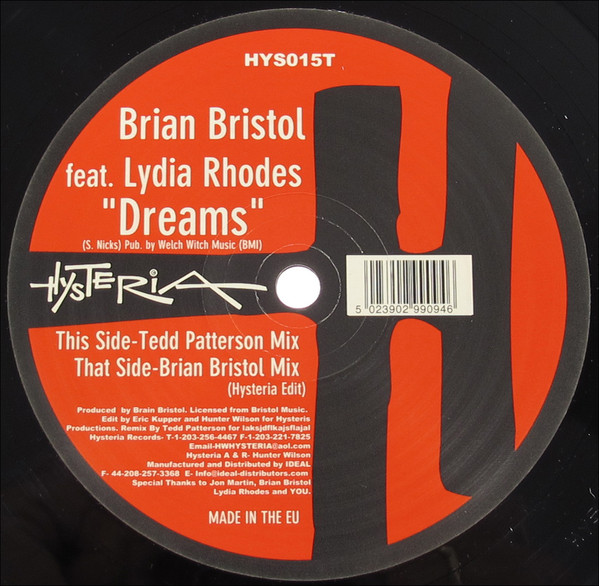 HYS015T
Brian Bristol
feat. Lydia Rhodes
"Dreams"
(S. Nicks) Pub. by Welch Witch Music (BMI)
HYSTERiA
5 023902 990946
This Side-Tedd Patterson Mix
That Side-Brian Bristol Mix
(Hysteria Edit)
Produced by Brain Bristol. Licensed from Bristol Music.
Edit by Eric Kupper and Hunter Wilson for Hysteris
Productions. Remix By Tedd Patterson for laksjdflkajsflajal
Hysteria Records- T-1-203-256-4467 F-1-203-221-7825
Email-HWHYSTERIA@aol.com
Hysteria A & R- Hunter Wilson
Manufactured and Distributed by IDEAL
F- 44-208-257-3368 E- Info@ideal-distributors.com
Special Thanks to Jon Martin, Brian Bristol
Lydia Rhodes and YOU.
MADE IN THE EU